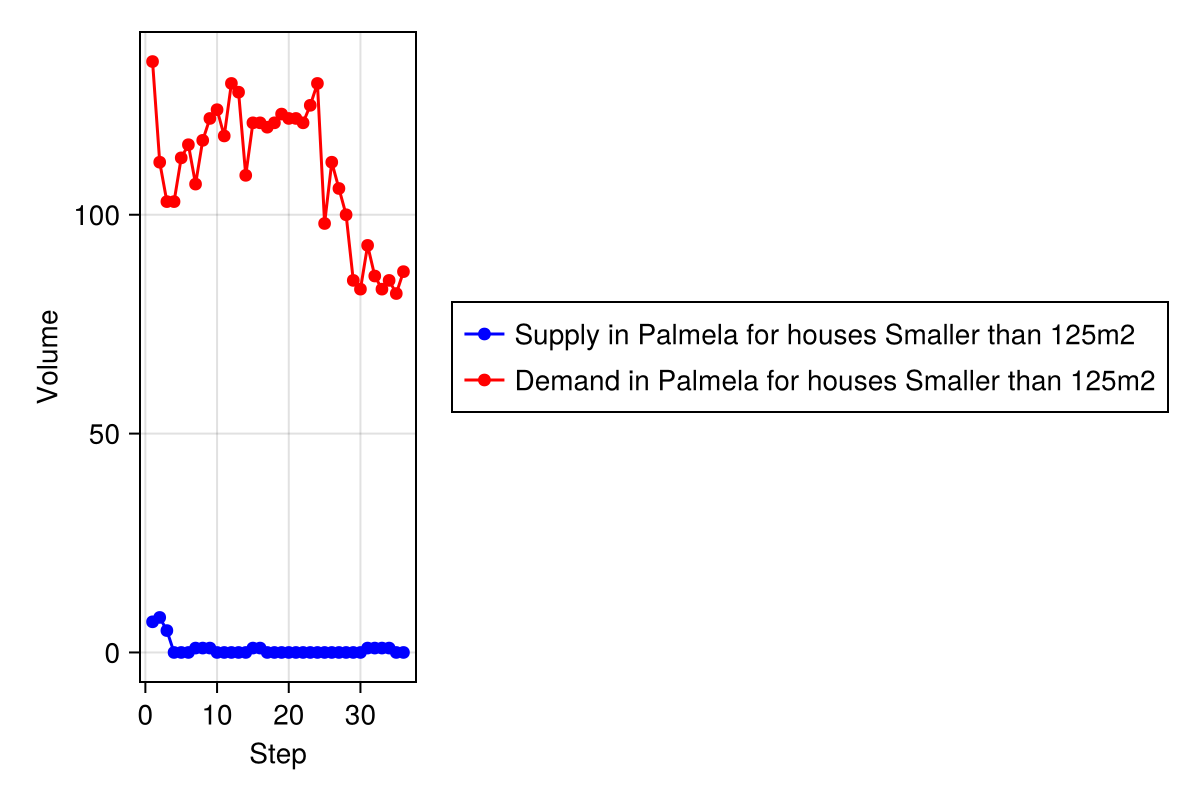 100
50
0
0 10 20 30
Volume
Step
Supply in Palmela for houses Smaller than 125m2
Demand in Palmela for houses Smaller than 125m2